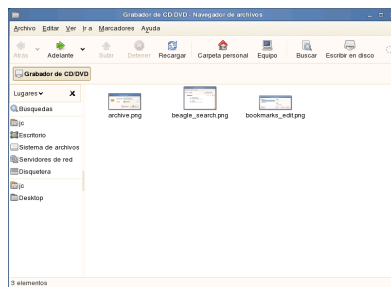 Grabador de CD/DVD - Navegador de archivos
Archivo Editar Ver Ir a Marcadores Ayuda
Atrás Adelante Subir Detener Recargar Carpeta personal Equipo Buscar Escribir en disco
Grabador de CD/DVD
Lugares
Búsquedas
jc
Escritorio
Sistema de archivos
Servidores de red
Disquetera
jc
Desktop
archive.png beagle_search.png bookmarks_edit.png
3 elementos